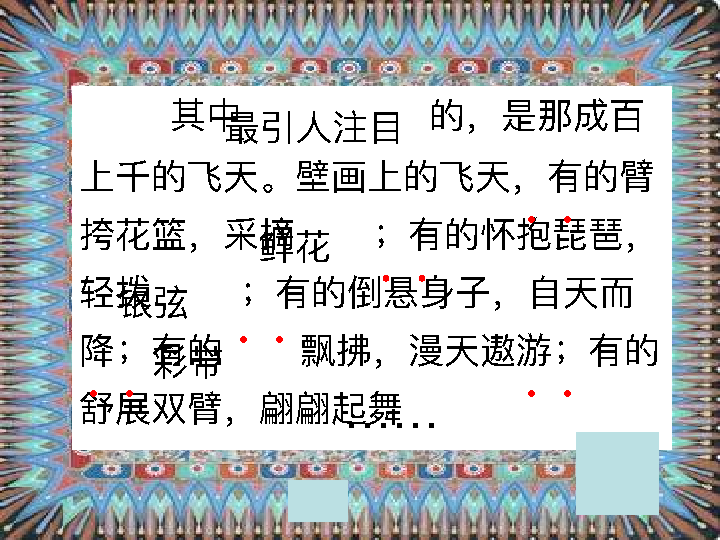 其中最引人注目的，是那成百
上千的飞天。壁画上的飞天，有的臂
挎花篮，采摘鲜花；有的怀抱琵琶，
轻拨银弦；有的倒悬身子，自天而
降；有的彩带飘拂，漫天遨游；有的
舒展双臂，翩翩起舞……